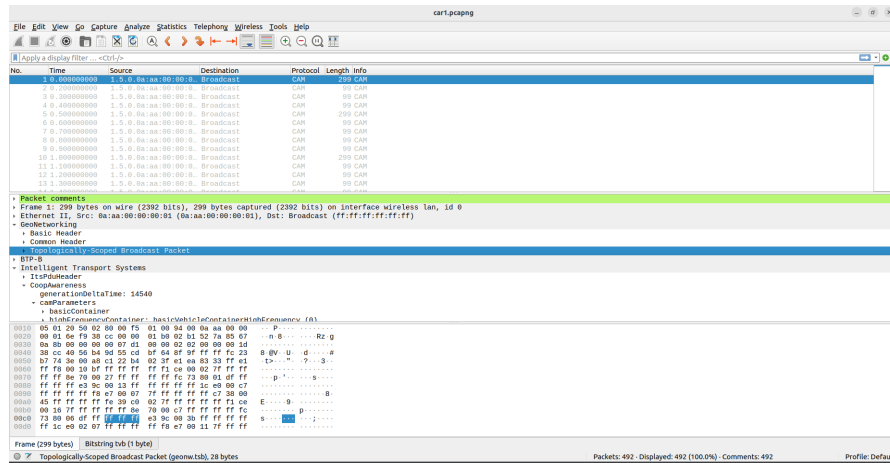 car1.pcapng
File Edit View Go Capture Analyze Statistics Telephony Wireless Tools Help
Apply a display filter ... <Ctrl-/>
No. Time Source Destination Protocol Length Info
1 0.000000000 1.5.0.0a:aa:00:00:0… Broadcast CAM 299 CAM
2 0.200000000 1.5.0.0a:aa:00:00:0… Broadcast CAM 99 CAM
3 0.300000000 1.5.0.0a:aa:00:00:0… Broadcast CAM 99 CAM
4 0.400000000 1.5.0.0a:aa:00:00:0… Broadcast CAM 99 CAM
5 0.500000000 1.5.0.0a:aa:00:00:0… Broadcast CAM 299 CAM
6 0.600000000 1.5.0.0a:aa:00:00:0… Broadcast CAM 99 CAM
7 0.700000000 1.5.0.0a:aa:00:00:0… Broadcast CAM 99 CAM
8 0.800000000 1.5.0.0a:aa:00:00:0… Broadcast CAM 99 CAM
9 0.900000000 1.5.0.0a:aa:00:00:0… Broadcast CAM 99 CAM
10 1.000000000 1.5.0.0a:aa:00:00:0… Broadcast CAM 299 CAM
11 1.100000000 1.5.0.0a:aa:00:00:0… Broadcast CAM 99 CAM
12 1.200000000 1.5.0.0a:aa:00:00:0… Broadcast CAM 99 CAM
13 1.300000000 1.5.0.0a:aa:00:00:0… Broadcast CAM 99 CAM
Packet comments
Frame 1: 299 bytes on wire (2392 bits), 299 bytes captured (2392 bits) on interface wireless lan, id 0
Ethernet II, Src: 0a:aa:00:00:00:01 (0a:aa:00:00:00:01), Dst: Broadcast (ff:ff:ff:ff:ff:ff)
GeoNetworking
Basic Header
Common Header
Topologically-Scoped Broadcast Packet
BTP-B
Intelligent Transport Systems
ItsPduHeader
CoopAwareness
generationDeltaTime: 14540
camParameters
basicContainer
highFrequencyContainer: basicVehicleContainerHighFrequency (0)
0010 05 01 20 50 02 80 00 f5 01 00 94 00 0a aa 00 00 ·· P···· ········
0020 00 01 6e f9 38 cc 00 00 01 b0 02 b1 52 7a 85 67 ··n·8··· ····Rz·g
0030 0a 8b 00 00 00 00 07 d1 00 00 02 02 00 00 00 1d
0040 38 cc 40 56 b4 9d 55 cd bf 64 8f 9f ff ff fc 23 8·@V··U· ·d·····#
0050 b7 74 3e 00 a8 c1 22 b4 02 3f e1 ea 83 33 ff e1 ·t>···"· ·?···3··
0060 ff f8 00 10 bf ff ff ff ff f1 ce 00 02 7f ff ff
0070 ff ff 8e 70 00 27 ff ff ff ff fc 73 80 01 df ff ···p·'·· ···s····
0080 ff ff ff e3 9c 00 13 ff ff ff ff ff 1c e0 00 c7
0090 ff ff ff ff f8 e7 00 07 7f ff ff ff ff c7 38 00 ········ ······8·
00a0 45 ff ff ff ff fe 39 c0 02 7f ff ff ff ff f1 ce E·····9· ········
00b0 00 16 7f ff ff ff ff 8e 70 00 c7 ff ff ff ff fc ········ p·······
00c0 73 80 06 df ff ff ff ff e3 9c 00 3b ff ff ff ff s······· ···;····
00d0 ff 1c e0 02 07 ff ff ff ff f8 e7 00 11 7f ff ff
Frame (299 bytes) Bitstring tvb (1 byte)
Topologically-Scoped Broadcast Packet (geonw.tsb), 28 bytes Packets: 492 · Displayed: 492 (100.0%) · Comments: 492 Profile: Defau